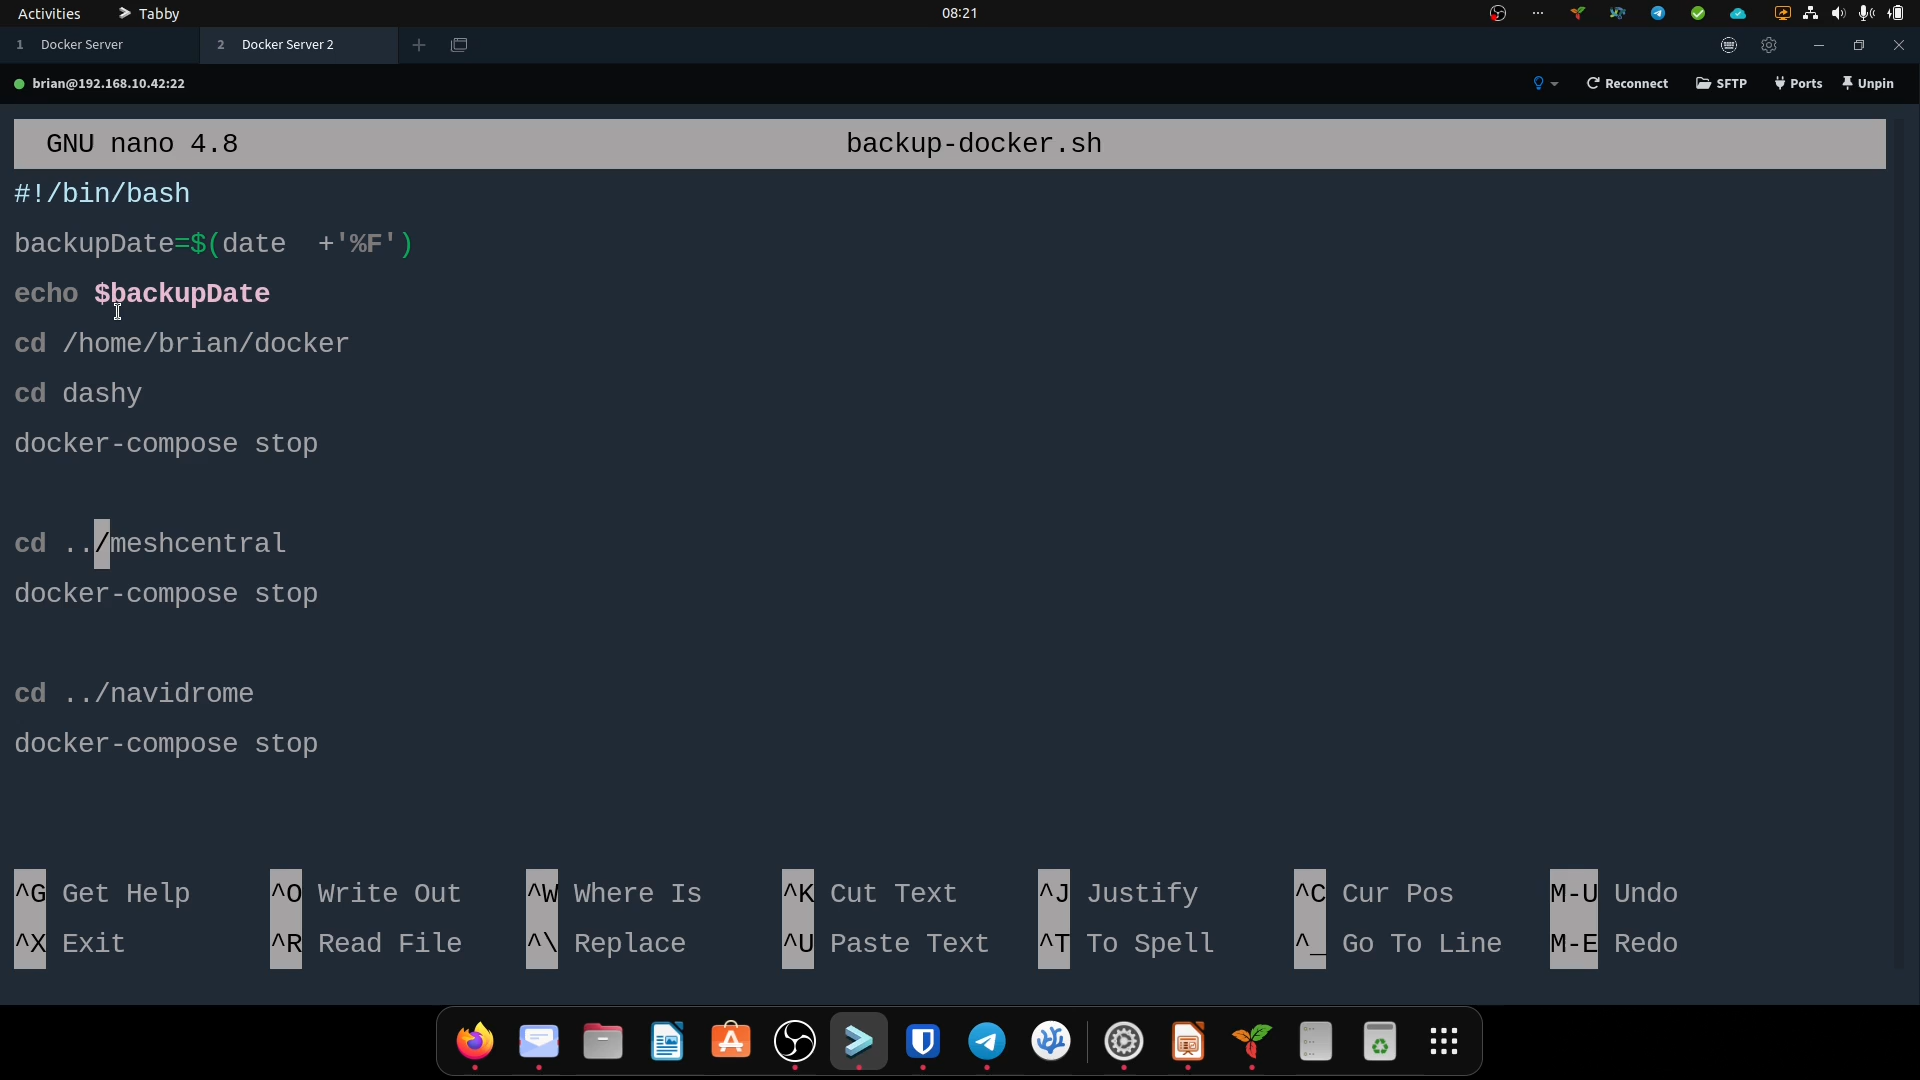 Activities
Tabby
08:21
1 Docker Server
2 Docker Server 2
brian@192.168.10.42:22
Reconnect
SFTP
Ports
Unpin
GNU nano 4.8 backup-docker.sh
#!/bin/bash
backupDate=$(date  +'%F')
echo $backupDate
cd /home/brian/docker
cd dashy
docker-compose stop
cd ../meshcentral
docker-compose stop
cd ../navidrome
docker-compose stop
^G Get Help ^O Write Out ^W Where Is ^K Cut Text ^J Justify ^C Cur Pos M-U Undo
^X Exit ^R Read File ^\ Replace ^U Paste Text ^T To Spell ^_ Go To Line M-E Redo